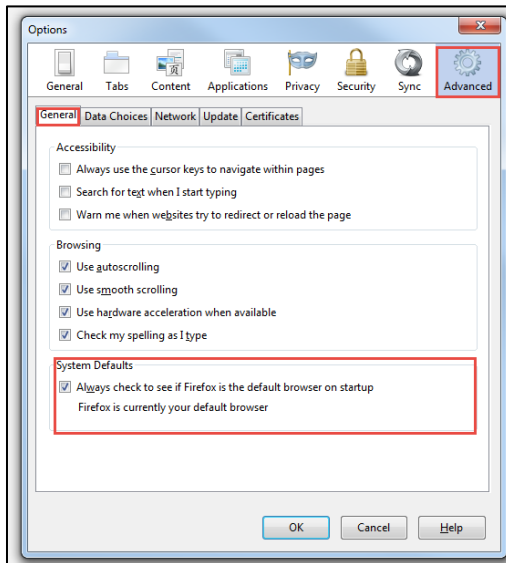 Options
General Tabs Content Applications Privacy Security Sync Advanced
General Data Choices Network Update Certificates
Accessibility
Always use the cursor keys to navigate within pages
Search for text when I start typing
Warn me when websites try to redirect or reload the page
Browsing
Use autoscrolling
Use smooth scrolling
Use hardware acceleration when available
Check my spelling as I type
System Defaults
Always check to see if Firefox is the default browser on startup
Firefox is currently your default browser
OK Cancel Help